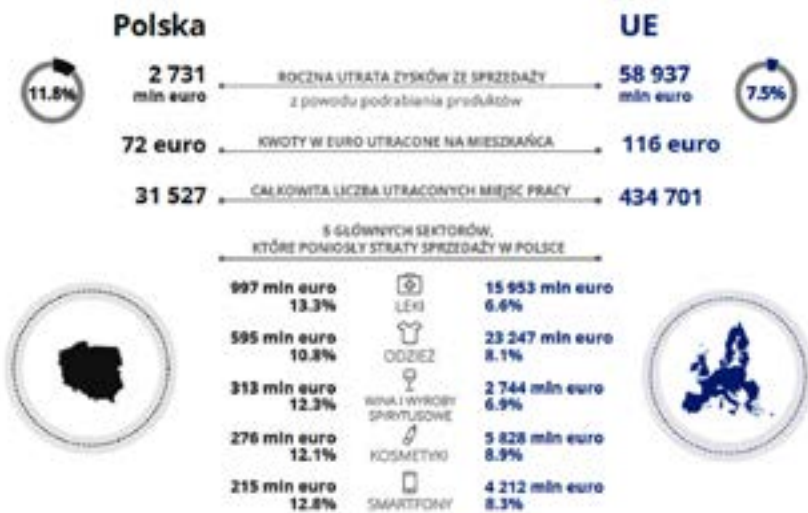 Polska
UE
11.8%
2 731
mln euro
ROCZNA UTRATA ZYSKÓW ZE SPRZEDAŻY
z powodu podrabiania produktów
58 937
mln euro
7.5%
72 euro
KWOTY W EURO UTRACONE NA MIESZKAŃCA
116 euro
31 527
CAŁKOWITA LICZBA UTRACONYCH MIEJSC PRACY
434 701
5 GŁÓWNYCH SEKTORÓW,
KTÓRE PONIOSŁY STRATY SPRZEDAŻY W POLSCE
997 mln euro
13.3%
LEKI
15 953 mln euro
6.6%
595 mln euro
10.8%
ODZIEŻ
23 247 mln euro
8.1%
313 mln euro
12.3%
WINA I WYROBY
SPIRYTUSOWE
2 744 mln euro
6.9%
276 mln euro
12.1%
KOSMETYKI
5 828 mln euro
8.9%
215 mln euro
12.8%
SMARTFONY
4 212 mln euro
8.3%